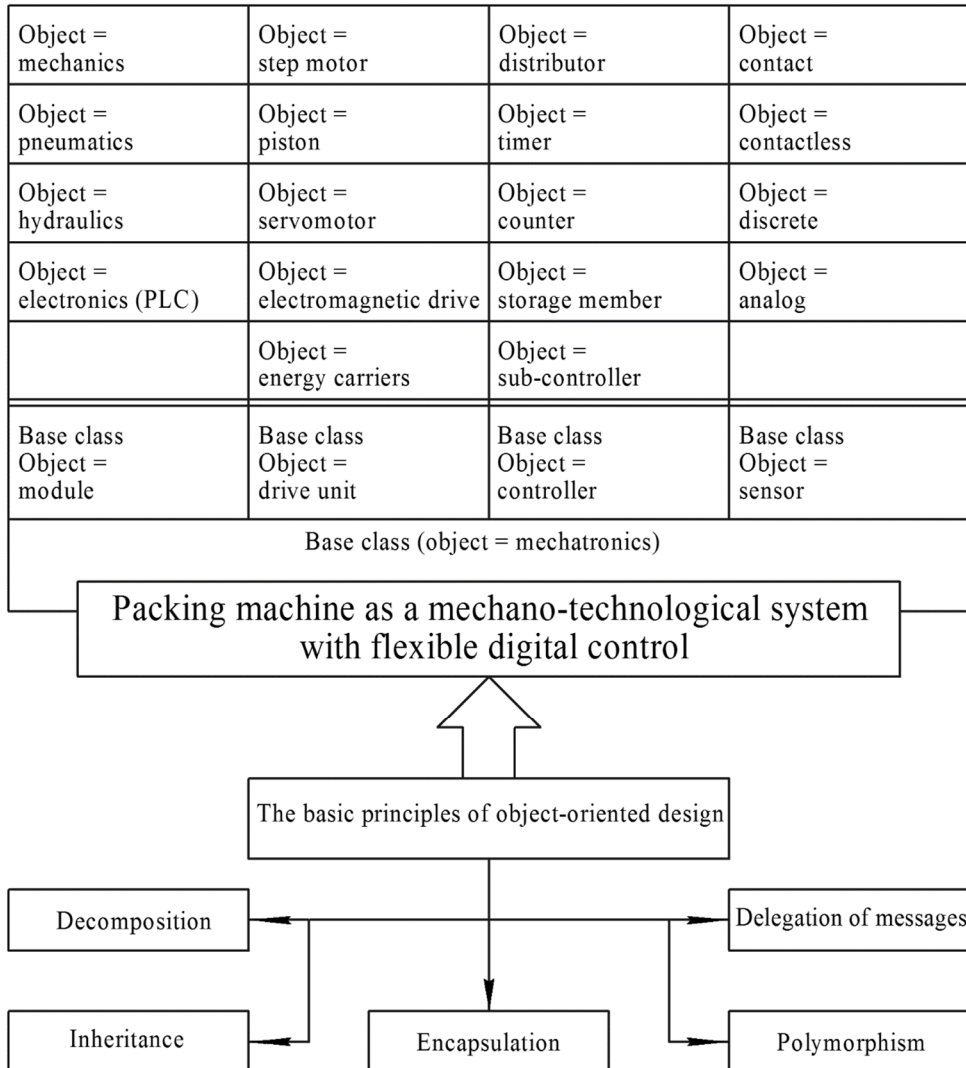 Object =
mechanics
Object =
step motor
Object =
distributor
Object =
contact
Object =
pneumatics
Object =
piston
Object =
timer
Object =
contactless
Object =
hydraulics
Object =
servomotor
Object =
counter
Object =
discrete
Object =
electronics (PLC)
Object =
electromagnetic drive
Object =
storage member
Object =
analog
Object =
energy carriers
Object =
sub-controller
Base class
Object =
module
Base class
Object =
drive unit
Base class
Object =
controller
Base class
Object =
sensor
Base class (object = mechatronics)
Packing machine as a mechano-technological system
with flexible digital control
The basic principles of object-oriented design
Decomposition
Delegation of messages
Inheritance
Encapsulation
Polymorphism